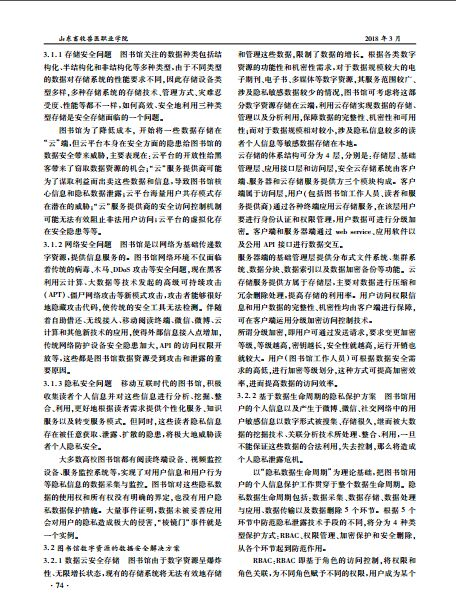 山东畜牧兽医职业学院
2018 年 3 月
3.1.1 存储安全问题　图书馆关注的数据种类包括结
构化、半结构化和非结构化等多种类型,由于不同类型
的数据对存储系统的性能要求不同,因此存储设备类
型多样,多种存储系统的存储技术、管理方式、灾难忍
受度、性能等都不一样,如何高效、安全地利用三种类
型存储是安全存储面临的一个问题。
图书馆为了降低成本, 开始将一些数据存储在
“云”端,但云平台本身在安全方面的隐患给图书馆的
数据安全带来威胁,主要表现在:云平台的开放性给黑
客带来了窃取数据资源的机会;“云”服务提供商可能
为了谋取利益而出卖这些数据和信息,导致图书馆核
心信息和隐私数据泄露;云平台海量用户共存模式存
在潜在的威胁;“云”服务提供商的安全访问控制机制
可能无法有效阻止非法用户访问;云平台的虚拟化存
在安全隐患等等。
3.1.2 网络安全问题　图书馆是以网络为基础传递数
字资源,提供信息服务的。图书馆网络环境不仅面临
着传统的病毒、木马、DDoS 攻击等安全问题,现在黑客
利用云计算、大数据等技术发起的高级可持续攻击
(APT)、僵尸网络攻击等新模式攻击,攻击者能够很好
地隐藏攻击代码,使传统的安全工具无法检测。伴随
着自助借还、无线接入、移动阅读终端、微信、微博、云
计算和其他新技术的应用,使得外部信息接入点增加,
传统网络防护设备安全隐患加大,API 的访问权限开
放等,这些都是图书馆数据资源受到攻击和泄露的重
要原因。
3.1.3 隐私安全问题　移动互联时代的图书馆,积极
收集读者个人信息并对这些信息进行分析、挖掘、整
合、利用,更好地根据读者需求提供个性化服务、知识
服务以及转变服务模式。但同时,这些读者隐私信息
存在被任意获取、泄露、扩散的隐患,将极大地威胁读
者个人隐私安全。
大多数高校图书馆都有阅读终端设备、视频监控
设备、服务监控系统等,实现了对用户信息和用户行为
等隐私信息的数据采集与监控。图书馆对这些隐私数
据的使用权和所有权没有明确的界定,也没有用户隐
私数据保护措施。大量事件证明,数据未被妥善应用
会对用户的隐私造成极大的侵害,“棱镜门”事件就是
一个实例。
3.2 图书馆数字资源的数据安全解决方案
3.2.1 数据云安全存储　图书馆由于数字资源呈爆炸
性、无限增长状态,现有的存储系统将无法有效地存储
· 74 ·
和管理这些数据,限制了数据的增长。根据各类数字
资源的功能性和机密性需求,对于数据规模较大的电
子期刊、电子书、多媒体等数字资源,其服务范围较广、
涉及隐私敏感数据较少的情况,图书馆可考虑将这部
分数字资源存储在云端,利用云存储实现数据的存储、
管理以及分析利用,保障数据的完整性、机密性和可用
性;而对于数据规模相对较小,涉及隐私信息较多的读
者个人信息等敏感数据存储在本地。
云存储的体系结构可分为 4 层,分别是:存储层、基础
管理层、应用接口层和访问层,安全云存储系统由客户
端、服务器和云存储服务提供方三个模块构成。客户
端属于访问层,用户(包括图书馆工作人员、读者和服
务提供商)通过各种终端应用云存储服务,在该层用户
要进行身份认证和权限管理,用户数据可进行分级加
密。客户端和服务器端通过 web service、应用软件以
及公用 API 接口进行数据交互。
服务器端的基础管理层提供分布式文件系统、集群系
统、数据分块、数据索引以及数据加密备份等功能。云
存储服务提供方属于存储层,主要对数据进行压缩和
冗余删除处理,提高存储的利用率。用户访问权限信
息和用户数据的完整性、机密性均由客户端进行保障,
可在客户端运用分级加密访问控制技术。
所谓分级加密,即用户可通过发送请求,要求变更加密
等级,等级越高,密钥越长,安全性就越高,运行开销也
就较大。用户(图书馆工作人员)可根据数据安全需
求的高低,进行加密等级划分,这种方式可提高加密效
率,进而提高数据的访问效率。
3.2.2 基于数据生命周期的隐私保护方案　图书馆用
户的个人信息以及产生于微博、微信、社交网络中的用
户敏感信息以数字形式被搜集、存储很久,继而被大数
据的挖掘技术、关联分析技术所处理、整合、利用,一旦
不能保证这些数据的合法利用,失去控制,那么将造成
个人隐私危机。
以“隐私数据生命周期”为理论基础,把图书馆用
户的个人信息保护工作贯穿于整个数据生命周期。隐
私数据生命周期包括:数据采集、数据存储、数据处理
与应用、数据传输以及数据删除 5 个环节。根据 5 个
环节中防范隐私泄露技术手段的不同,将分为 4 种类
型保护方式:RBAC、权限管理、加密保护和安全删除,
从各个环节起到防范作用。
RBAC:RBAC 即基于角色的访问控制,将权限和
角色关联,为不同角色赋予不同的权限,用户成为某个